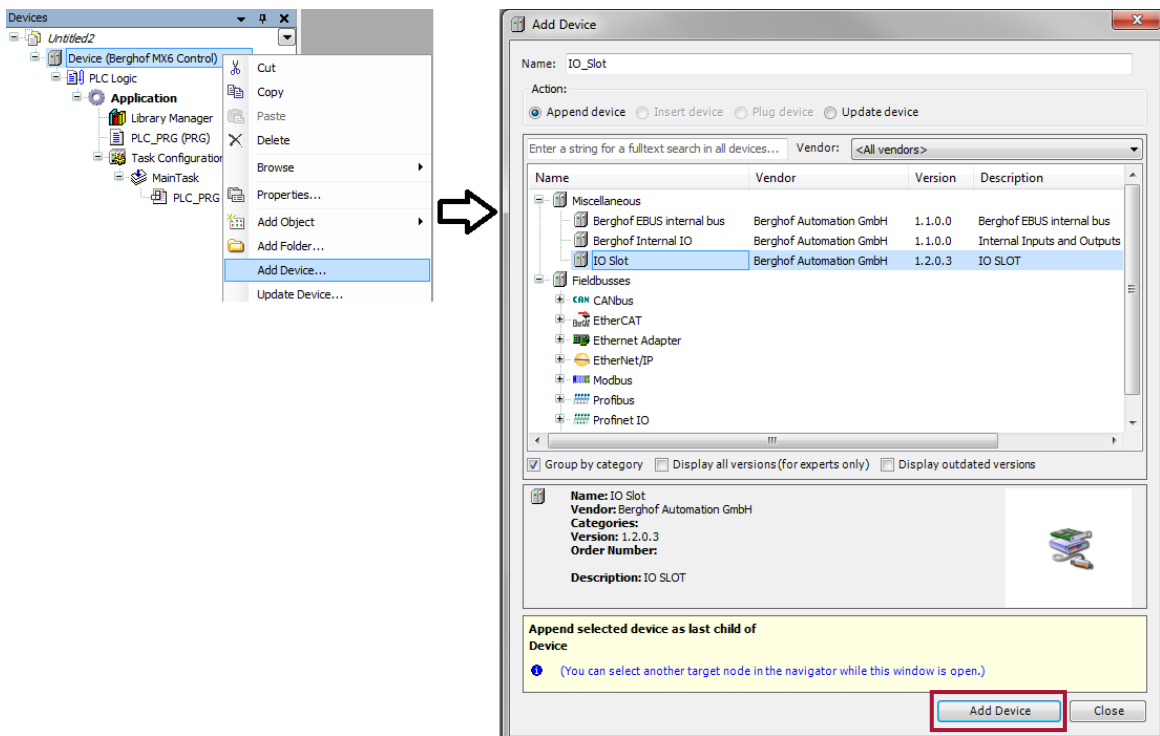 Devices
Untitled2
Device (Berghof MX6 Control)
PLC Logic
Application
Library Manager
PLC_PRG (PRG)
Task Configuration
MainTask
PLC_PRG
Cut
Copy
Paste
Delete
Browse
Properties...
Add Object
Add Folder...
Add Device...
Update Device...
Add Device
Name: IO_Slot
Action:
Append device Insert device Plug device Update device
Enter a string for a fulltext search in all devices... Vendor: <All vendors>
Name Vendor Version Description
Miscellaneous
Berghof EBUS internal bus Berghof Automation GmbH 1.1.0.0 Berghof EBUS internal bus
Berghof Internal IO Berghof Automation GmbH 1.1.0.0 Internal Inputs and Outputs
IO Slot Berghof Automation GmbH 1.2.0.3 IO SLOT
Fieldbusses
CAN CANbus
EtherCAT
Ethernet Adapter
EtherNet/IP
Modbus
Profibus
Profinet IO
Group by category Display all versions (for experts only) Display outdated versions
Name: IO Slot
Vendor: Berghof Automation GmbH
Categories:
Version: 1.2.0.3
Order Number:
Description: IO SLOT
Append selected device as last child of
Device
(You can select another target node in the navigator while this window is open.)
Add Device Close